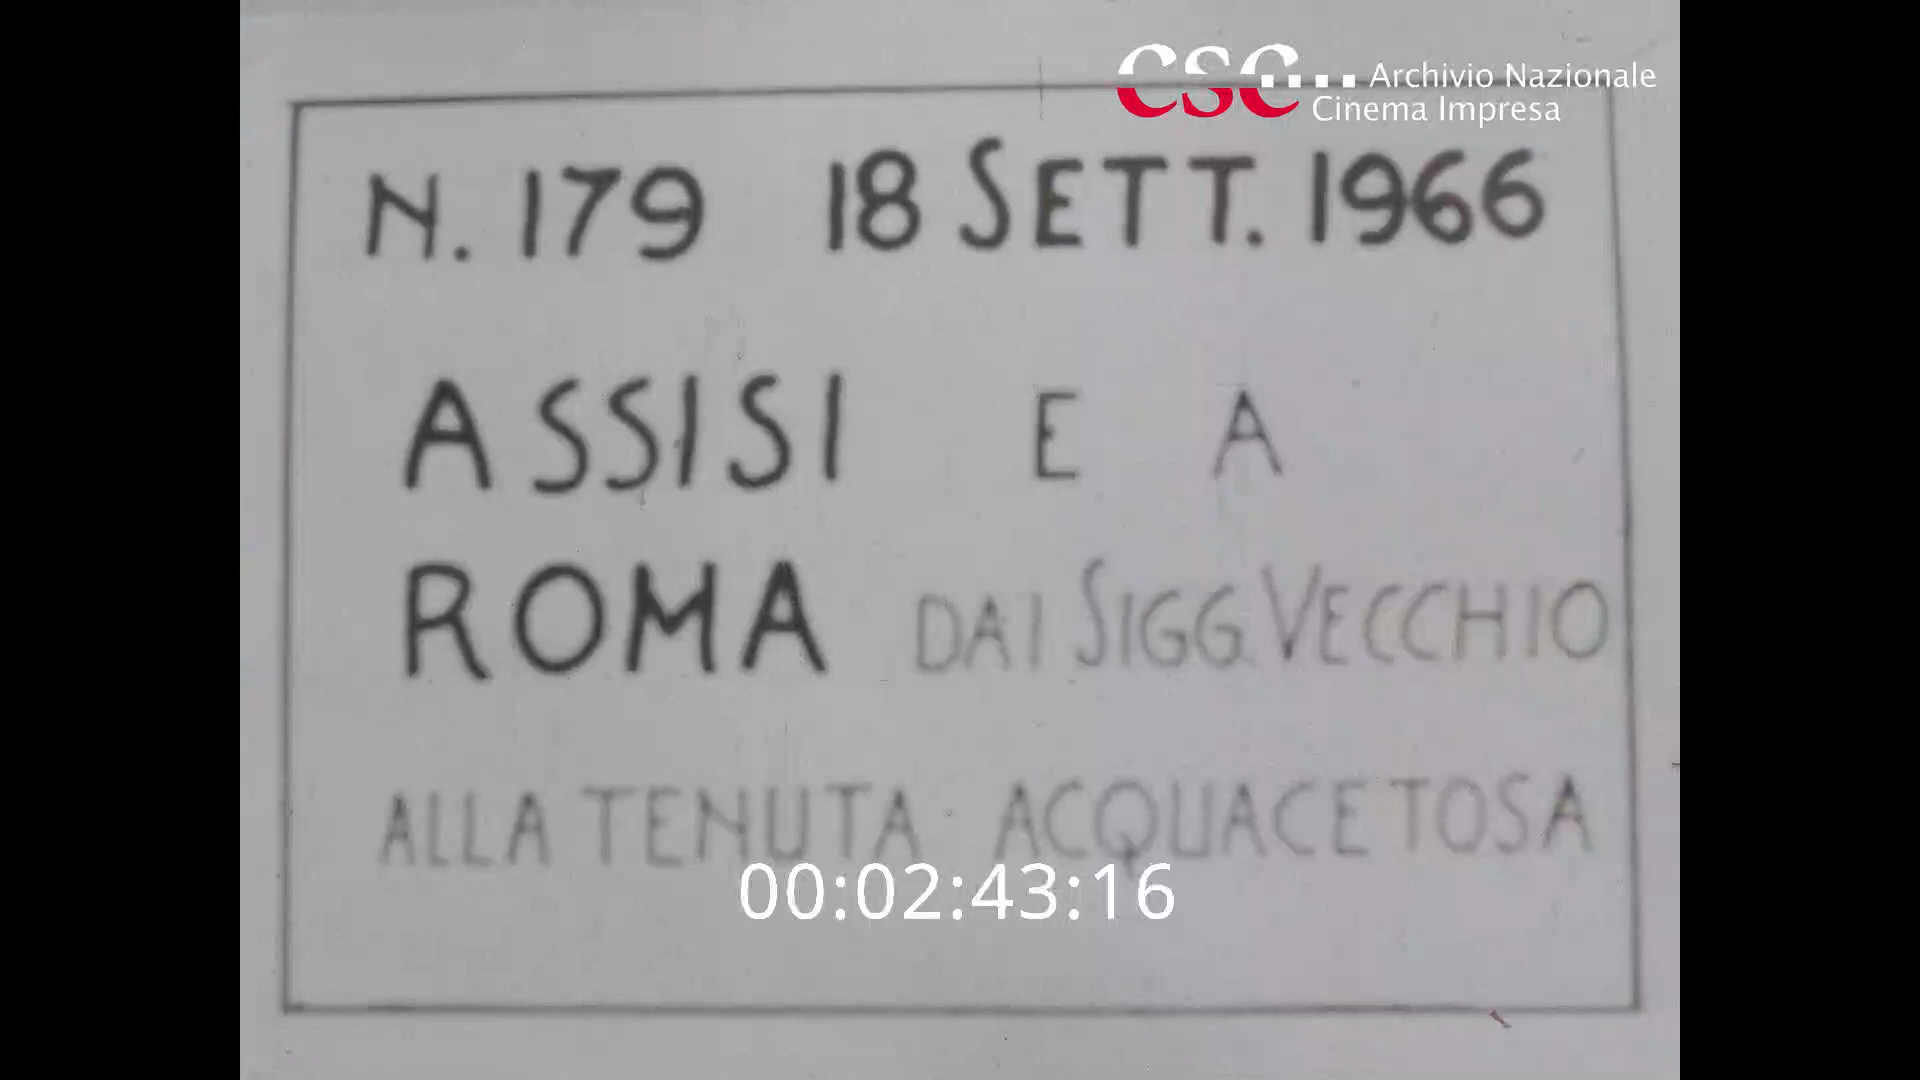 CSC Archivio Nazionale
Cinema Impresa
N. 179 18 SETT. 1966
ASSISI E A
ROMA DAI SIGG. VECCHIO
ALLA TENUTA ACQUACETOSA
00:02:43:16